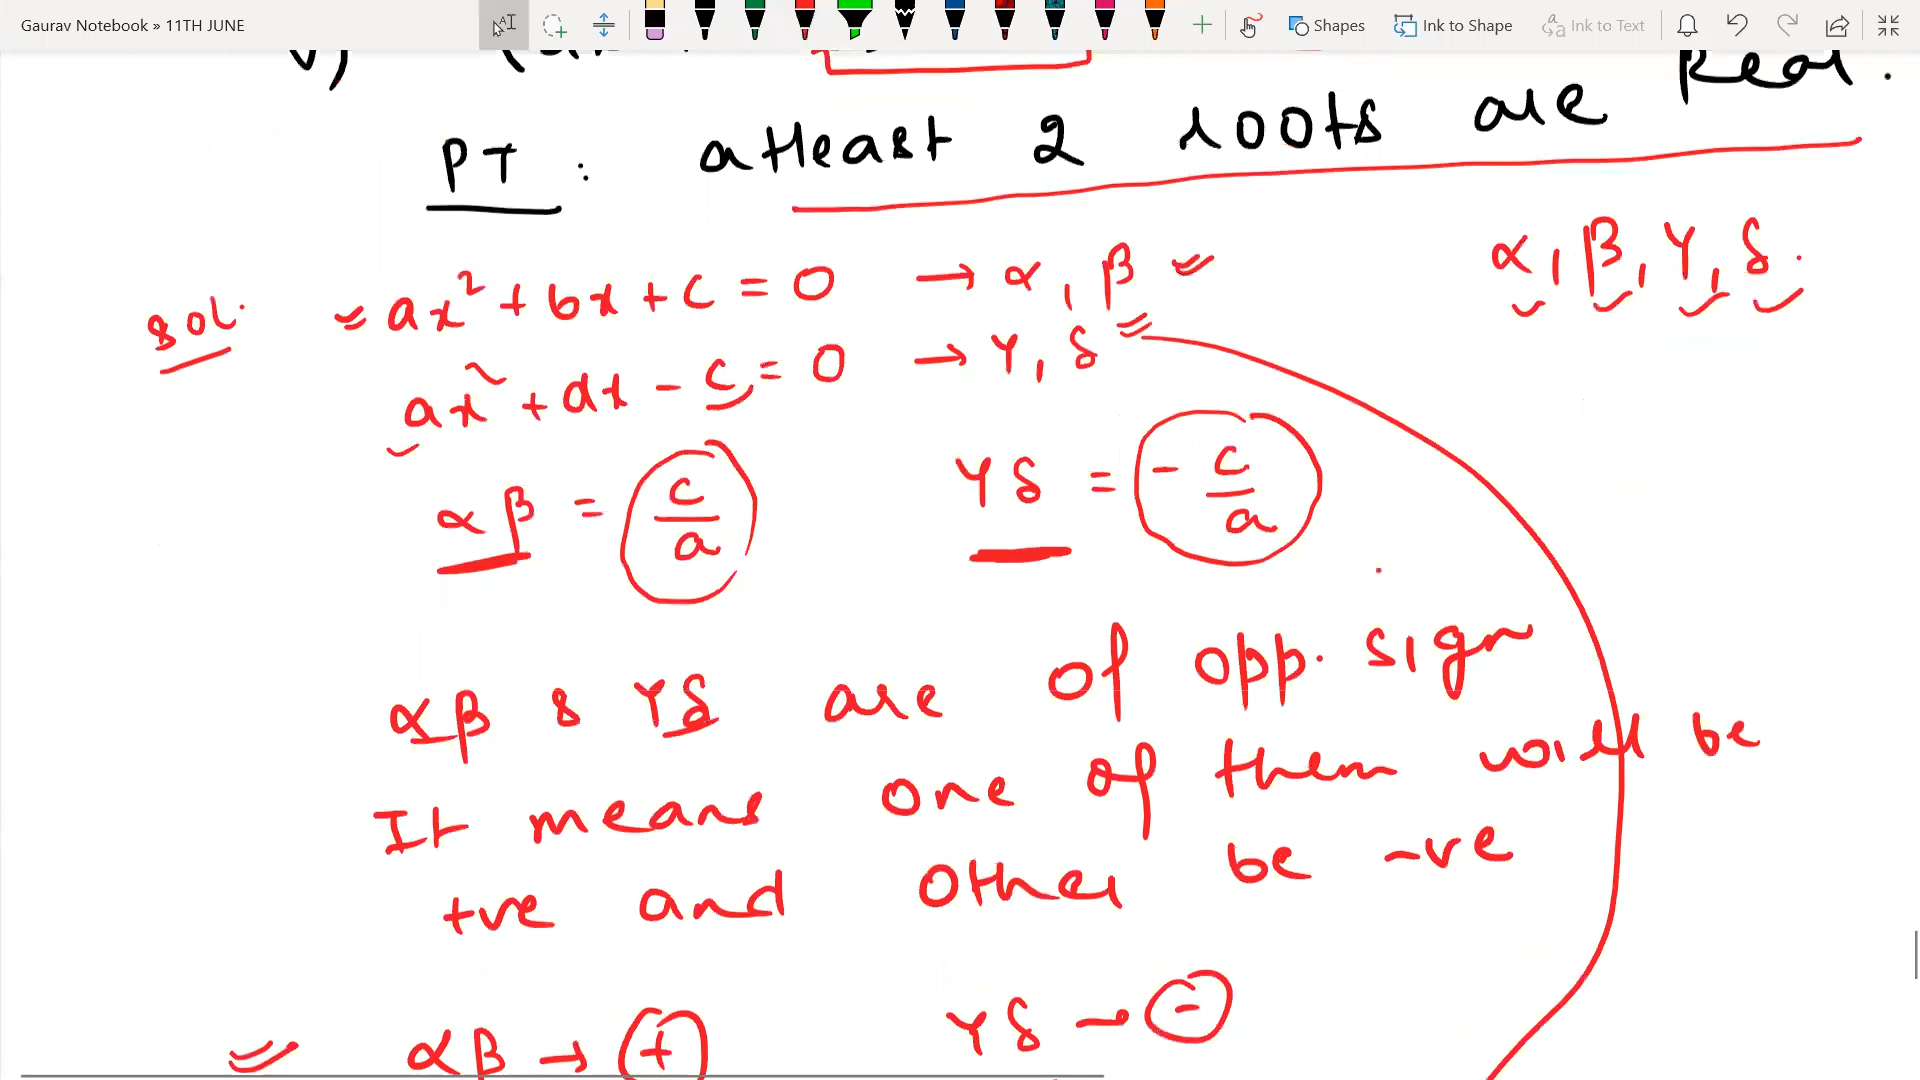 Gaurav Notebook » 11TH JUNE
Shapes Ink to Shape Ink to Text
Real.
PT : atleast 2 roots are
sol. ax² + bx + c = 0 → α, β
α, β, γ, δ.
ax² + dx - c = 0 → γ, δ
αβ = c/a γδ = - c/a
αβ & γδ are of opp. sign
It means one of them will be
+ve and other be -ve
αβ → + γδ → -